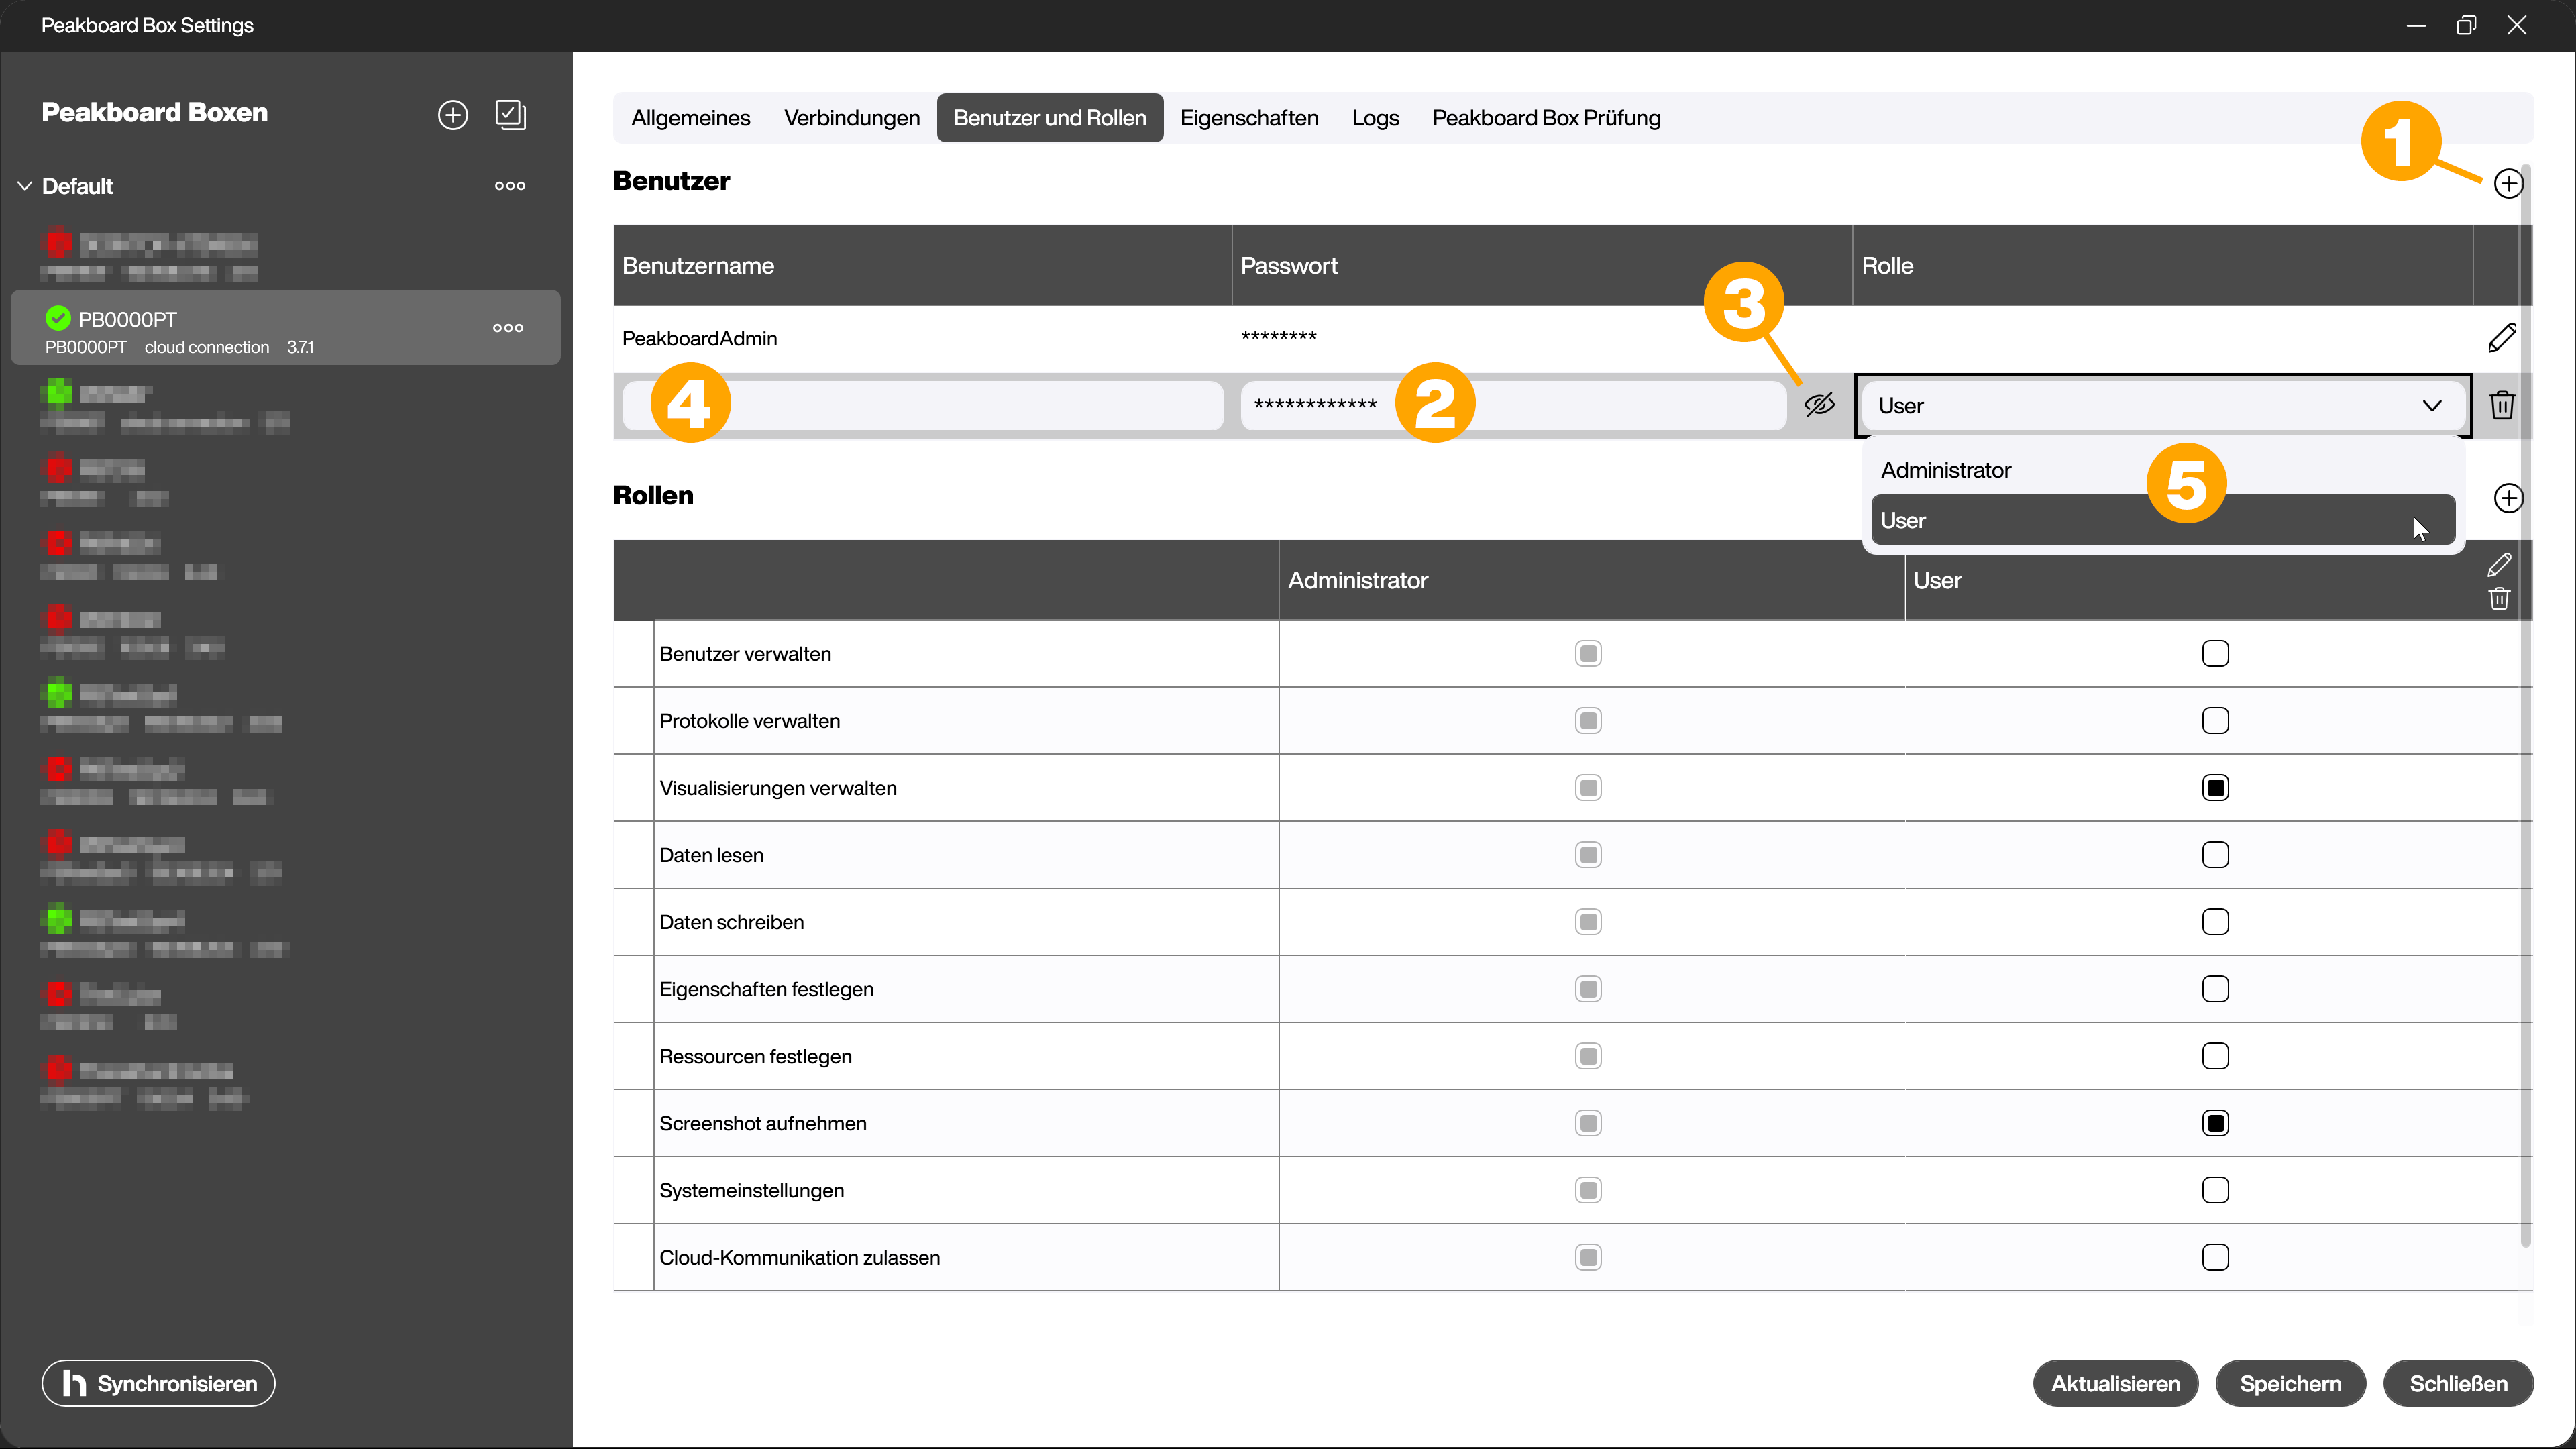 Peakboard Box Settings
Peakboard Boxen
Default
PB0000PT
PB0000PT cloud connection 3.7.1
Synchronisieren
Allgemeines Verbindungen Benutzer und Rollen Eigenschaften Logs Peakboard Box Prüfung
1
Benutzer
Benutzername Passwort Rolle
3
PeakboardAdmin ********
4 ************ 2 User
Administrator
5
User
Rollen
Administrator User
Benutzer verwalten
Protokolle verwalten
Visualisierungen verwalten
Daten lesen
Daten schreiben
Eigenschaften festlegen
Ressourcen festlegen
Screenshot aufnehmen
Systemeinstellungen
Cloud-Kommunikation zulassen
Aktualisieren Speichern Schließen